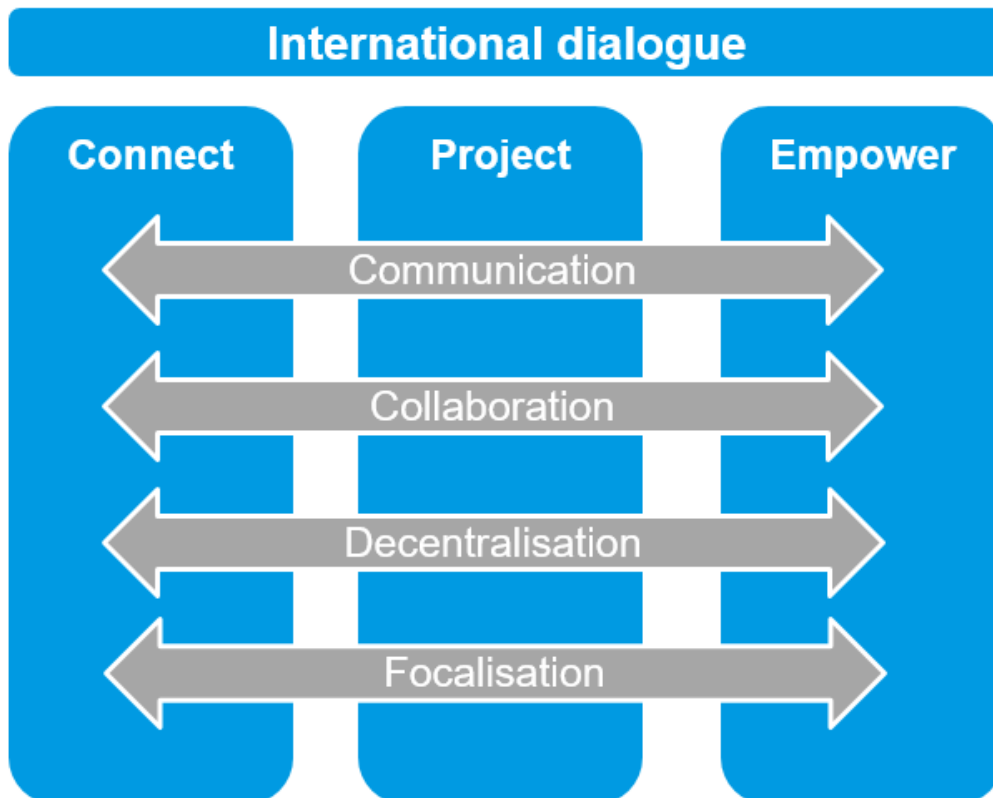 International dialogue
Connect
Project
Empower
Communication
Collaboration
Decentralisation
Focalisation